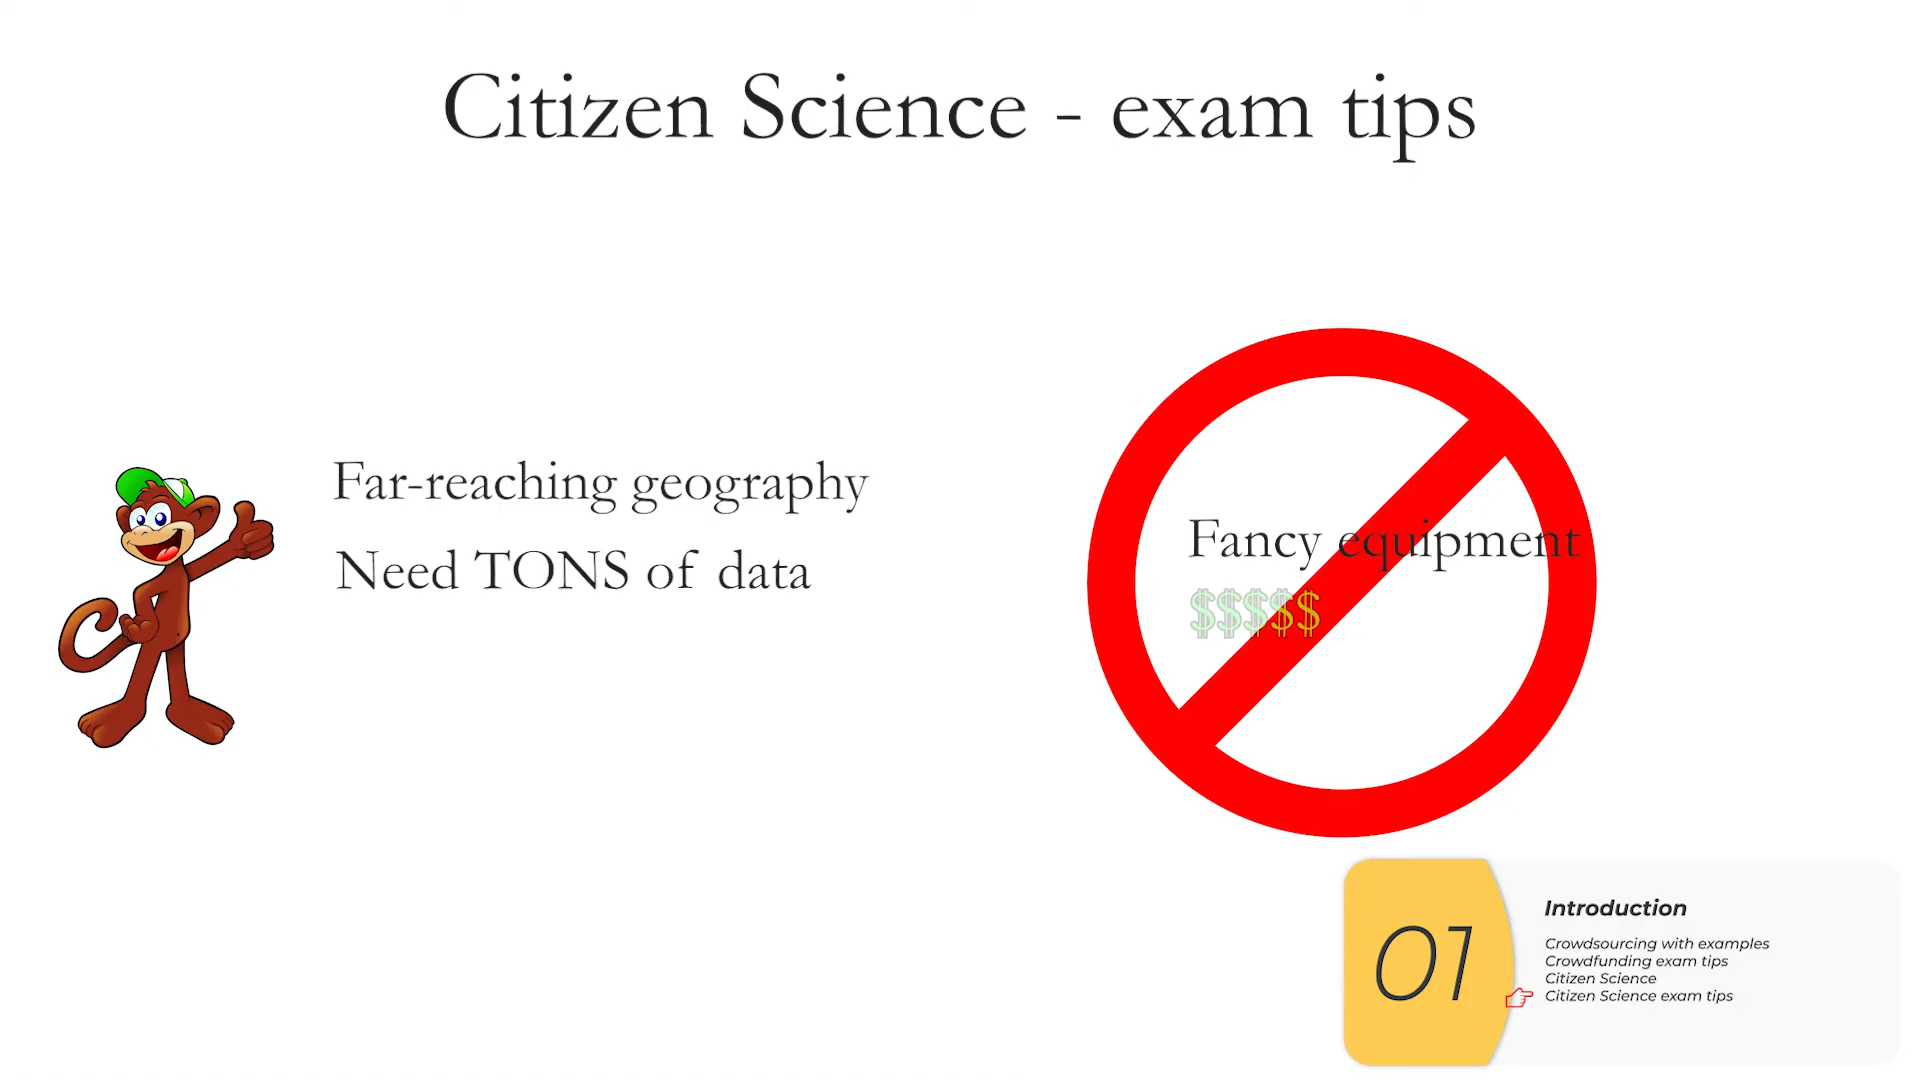 Citizen Science - exam tips
Far-reaching geography
Need TONS of data
Fancy equipment
$$$$$
01
Introduction
Crowdsourcing with examples
Crowdfunding exam tips
Citizen Science
Citizen Science exam tips